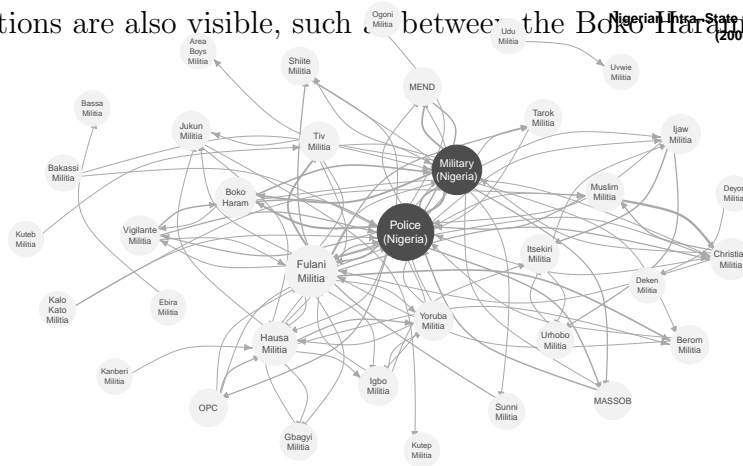 tions are also visible, such as between the Boko Haram
Nigerian Intra-State
(200
Ogoni
Militia
Udu
Militia
Area
Boys
Militia
Shiite
Militia
Uvwie
Militia
MEND
Bassa
Militia
Jukun
Militia
Tiv
Militia
Tarok
Militia
Ijaw
Militia
Bakassi
Militia
Military
(Nigeria)
Boko
Haram
Muslim
Militia
Deyor
Militia
Kuteb
Militia
Vigilante
Militia
Police
(Nigeria)
Itsekiri
Militia
Christia
Militia
Fulani
Militia
Deken
Militia
Kalo
Kato
Militia
Ebira
Militia
Yoruba
Militia
Hausa
Militia
Urhobo
Militia
Berom
Militia
Kanberi
Militia
Igbo
Militia
OPC
Sunni
Militia
MASSOB
Gbagyi
Militia
Kutep
Militia